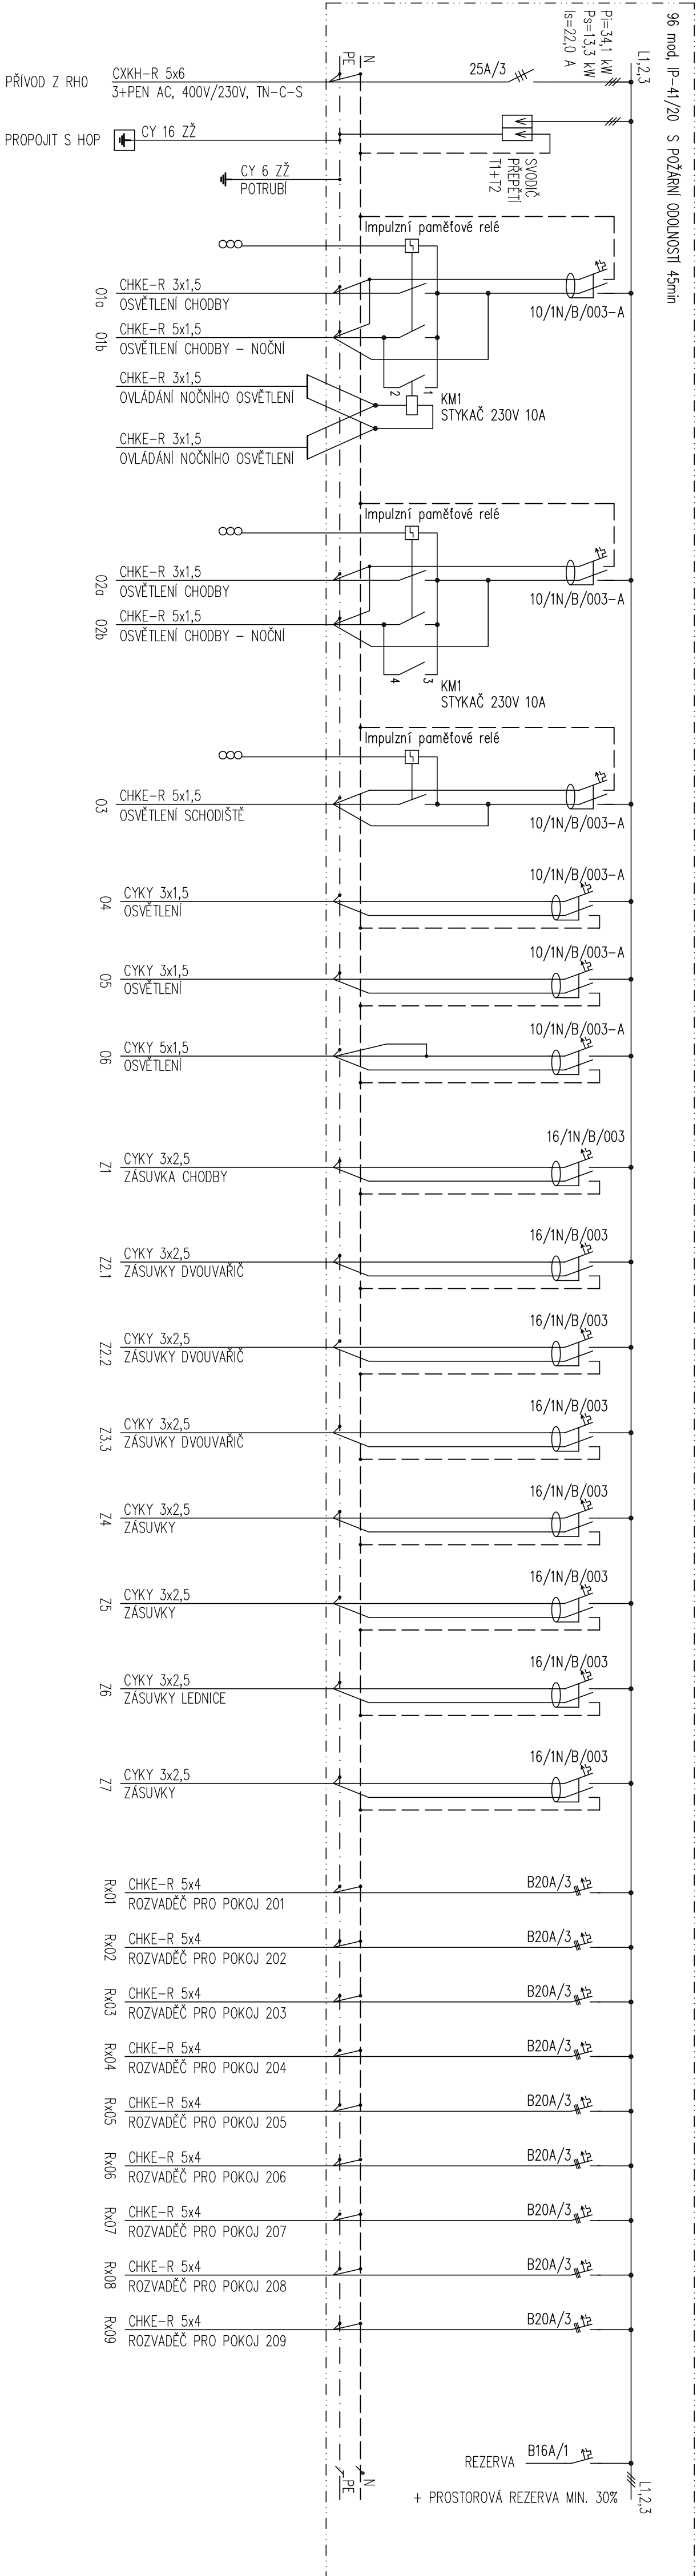 96 mod, IP-41/20 S POŽÁRNÍ ODOLNOSTÍ 45min
L1,2,3
Pi=34,1 kW
Ps=13,3 kW
Is=22,0 A
PE
N
25A/3
PŘÍVOD Z RH0
CXKH-R 5x6
3+PEN AC, 400V/230V, TN-C-S
PROPOJIT S HOP
CY 16 ZŽ
SVODIČ
PŘEPĚTÍ
T1+T2
CY 6 ZŽ
POTRUBÍ
Impulzní paměťové relé
01a
CHKE-R 3x1,5
OSVĚTLENÍ CHODBY
10/1N/B/003-A
01b
CHKE-R 5x1,5
OSVĚTLENÍ CHODBY - NOČNÍ
CHKE-R 3x1,5
OVLÁDÁNÍ NOČNÍHO OSVĚTLENÍ
2
1
KM1
STYKAČ 230V 10A
CHKE-R 3x1,5
OVLÁDÁNÍ NOČNÍHO OSVĚTLENÍ
Impulzní paměťové relé
02a
CHKE-R 3x1,5
OSVĚTLENÍ CHODBY
10/1N/B/003-A
02b
CHKE-R 5x1,5
OSVĚTLENÍ CHODBY - NOČNÍ
4
3
KM1
STYKAČ 230V 10A
Impulzní paměťové relé
03
CHKE-R 5x1,5
OSVĚTLENÍ SCHODIŠTĚ
10/1N/B/003-A
10/1N/B/003-A
04
CYKY 3x1,5
OSVĚTLENÍ
10/1N/B/003-A
05
CYKY 3x1,5
OSVĚTLENÍ
10/1N/B/003-A
06
CYKY 5x1,5
OSVĚTLENÍ
16/1N/B/003
Z1
CYKY 3x2,5
ZÁSUVKA CHODBY
16/1N/B/003
Z2.1
CYKY 3x2,5
ZÁSUVKY DVOUVAŘIČ
16/1N/B/003
Z2.2
CYKY 3x2,5
ZÁSUVKY DVOUVAŘIČ
16/1N/B/003
Z3.3
CYKY 3x2,5
ZÁSUVKY DVOUVAŘIČ
16/1N/B/003
Z4
CYKY 3x2,5
ZÁSUVKY
16/1N/B/003
Z5
CYKY 3x2,5
ZÁSUVKY
16/1N/B/003
Z6
CYKY 3x2,5
ZÁSUVKY LEDNICE
16/1N/B/003
Z7
CYKY 3x2,5
ZÁSUVKY
B20A/3
Rx01
CHKE-R 5x4
ROZVADĚČ PRO POKOJ 201
B20A/3
Rx02
CHKE-R 5x4
ROZVADĚČ PRO POKOJ 202
B20A/3
Rx03
CHKE-R 5x4
ROZVADĚČ PRO POKOJ 203
B20A/3
Rx04
CHKE-R 5x4
ROZVADĚČ PRO POKOJ 204
B20A/3
Rx05
CHKE-R 5x4
ROZVADĚČ PRO POKOJ 205
B20A/3
Rx06
CHKE-R 5x4
ROZVADĚČ PRO POKOJ 206
B20A/3
Rx07
CHKE-R 5x4
ROZVADĚČ PRO POKOJ 207
B20A/3
Rx08
CHKE-R 5x4
ROZVADĚČ PRO POKOJ 208
B20A/3
Rx09
CHKE-R 5x4
ROZVADĚČ PRO POKOJ 209
REZERVA
B16A/1
PE
N
L1,2,3
+ PROSTOROVÁ REZERVA MIN. 30%